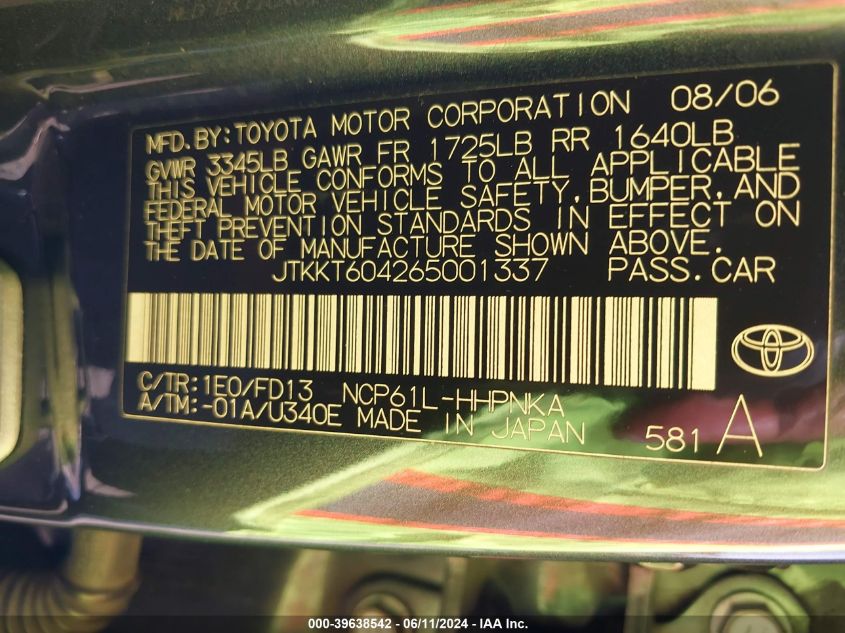 MFD.BY:TOYOTA MOTOR CORPORATION 08/06
GVWR 3345LB GAWR FR 1725LB RR 1640LB
THIS VEHICLE CONFORMS TO ALL APPLICABLE
FEDERAL MOTOR VEHICLE SAFETY,BUMPER,AND
THEFT PREVENTION STANDARDS IN EFFECT ON
THE DATE OF MANUFACTURE SHOWN ABOVE.
JTKKT604265001337 PASS.CAR
C/TR:1E0/FD13 NCP61L-HHPNKA
A/TM:-01A/U340E MADE IN JAPAN 581 A
000-39638542 - 06/11/2024 - IAA Inc.